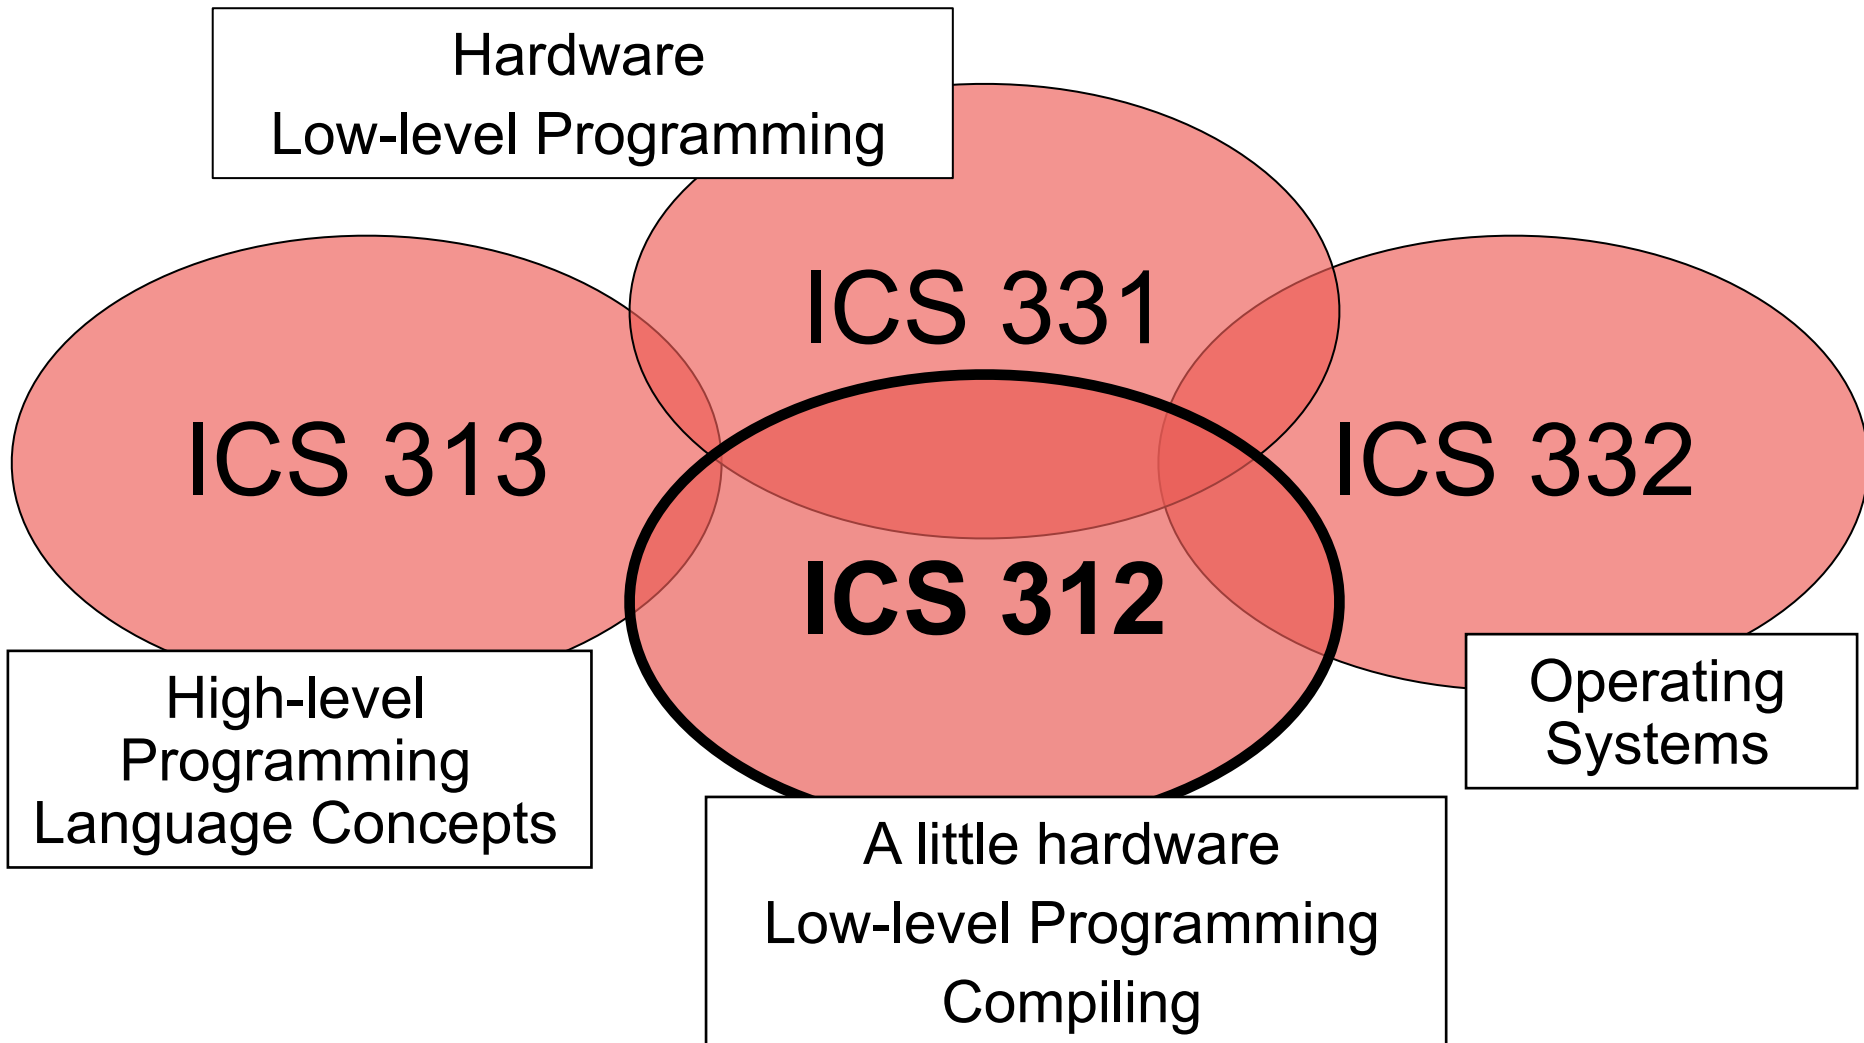 Hardware
Low-level Programming
ICS 331
ICS 313
ICS 332
ICS 312
High-level
Programming
Language Concepts
Operating
Systems
A little hardware
Low-level Programming
Compiling